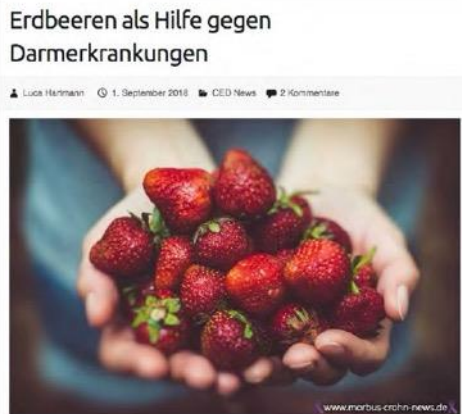 Erdbeeren als Hilfe gegen
Darmerkrankungen
Luca Hartmann 1. September 2018 CED News 2 Kommentare
www.morbus-crohn-news.de